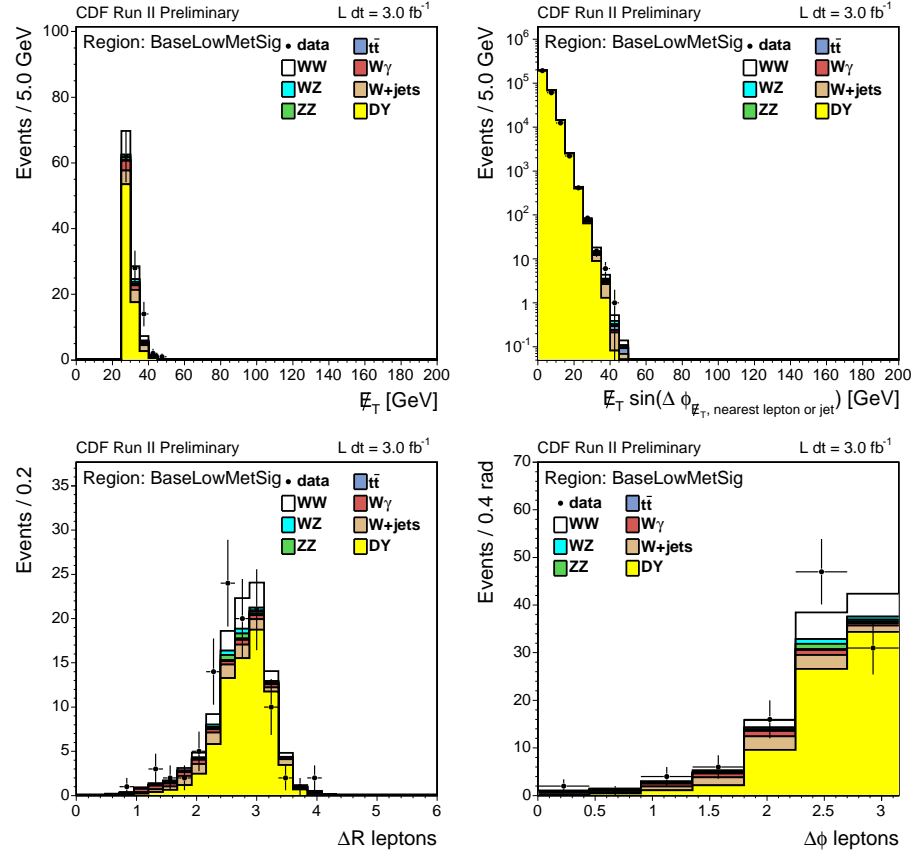 CDF Run II Preliminary L dt = 3.0 fb⁻¹
Region: BaseLowMetSig
data
WW
WZ
ZZ
tt̄
Wγ
W+jets
DY
Events / 5.0 GeV
100
80
60
40
20
0
0 20 40 60 80 100 120 140 160 180 200
E̸_T [GeV]
CDF Run II Preliminary L dt = 3.0 fb⁻¹
Region: BaseLowMetSig
data
WW
WZ
ZZ
tt̄
Wγ
W+jets
DY
Events / 5.0 GeV
10⁶
10⁵
10⁴
10³
10²
10
1
10⁻¹
0 20 40 60 80 100 120 140 160 180 200
E̸_T sin(Δ ϕ_E̸_T, nearest lepton or jet) [GeV]
CDF Run II Preliminary L dt = 3.0 fb⁻¹
Region: BaseLowMetSig
data
WW
WZ
ZZ
tt̄
Wγ
W+jets
DY
Events / 0.2
35
30
25
20
15
10
5
0
0 1 2 3 4 5 6
ΔR leptons
CDF Run II Preliminary L dt = 3.0 fb⁻¹
Region: BaseLowMetSig
data
WW
WZ
ZZ
tt̄
Wγ
W+jets
DY
Events / 0.4 rad
70
60
50
40
30
20
10
0
0 0.5 1 1.5 2 2.5 3
Δϕ leptons